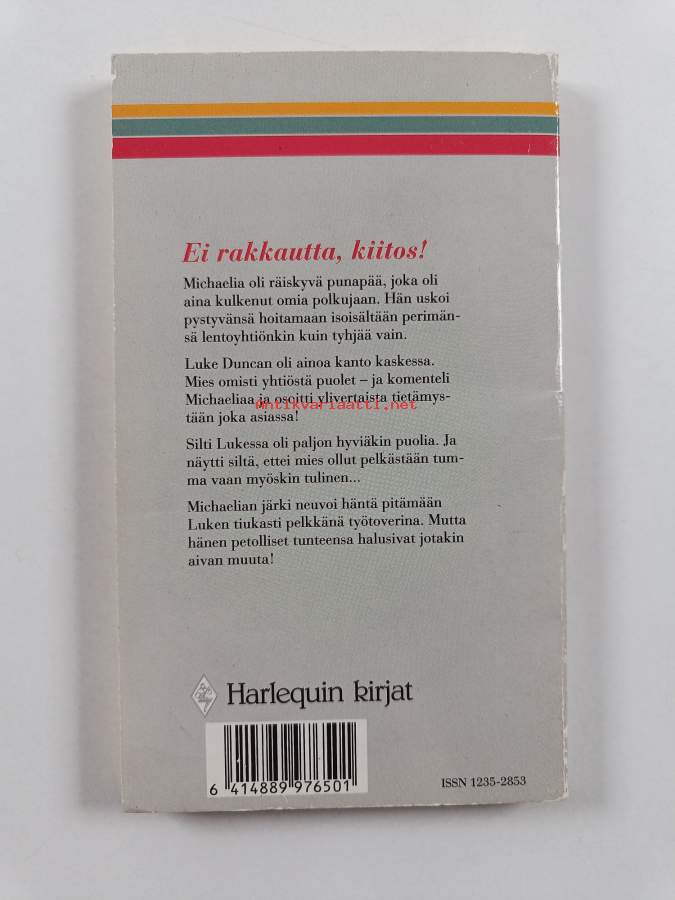 Ei rakkautta, kiitos!
Michaelia oli räiskyvä punapää, joka oli
aina kulkenut omia polkujaan. Hän uskoi
pystyvänsä hoitamaan isoisältään perimän-
sä lentoyhtiönkin kuin tyhjää vain.
Luke Duncan oli ainoa kanto kaskessa.
Mies omisti yhtiöstä puolet – ja komenteli
Michaeliaa ja osoitti ylivertaista tietämys-
Antikvariaatti.net
tään joka asiassa!
Silti Lukessa oli paljon hyviäkin puolia. Ja
näytti siltä, ettei mies ollut pelkästään tum-
ma vaan myöskin tulinen...
Michaelian järki neuvoi häntä pitämään
Luken tiukasti pelkkänä työtoverina. Mutta
hänen petolliset tunteensa halusivat jotakin
aivan muuta!
Harlequin kirjat
6 414889 976501
ISSN 1235-2853